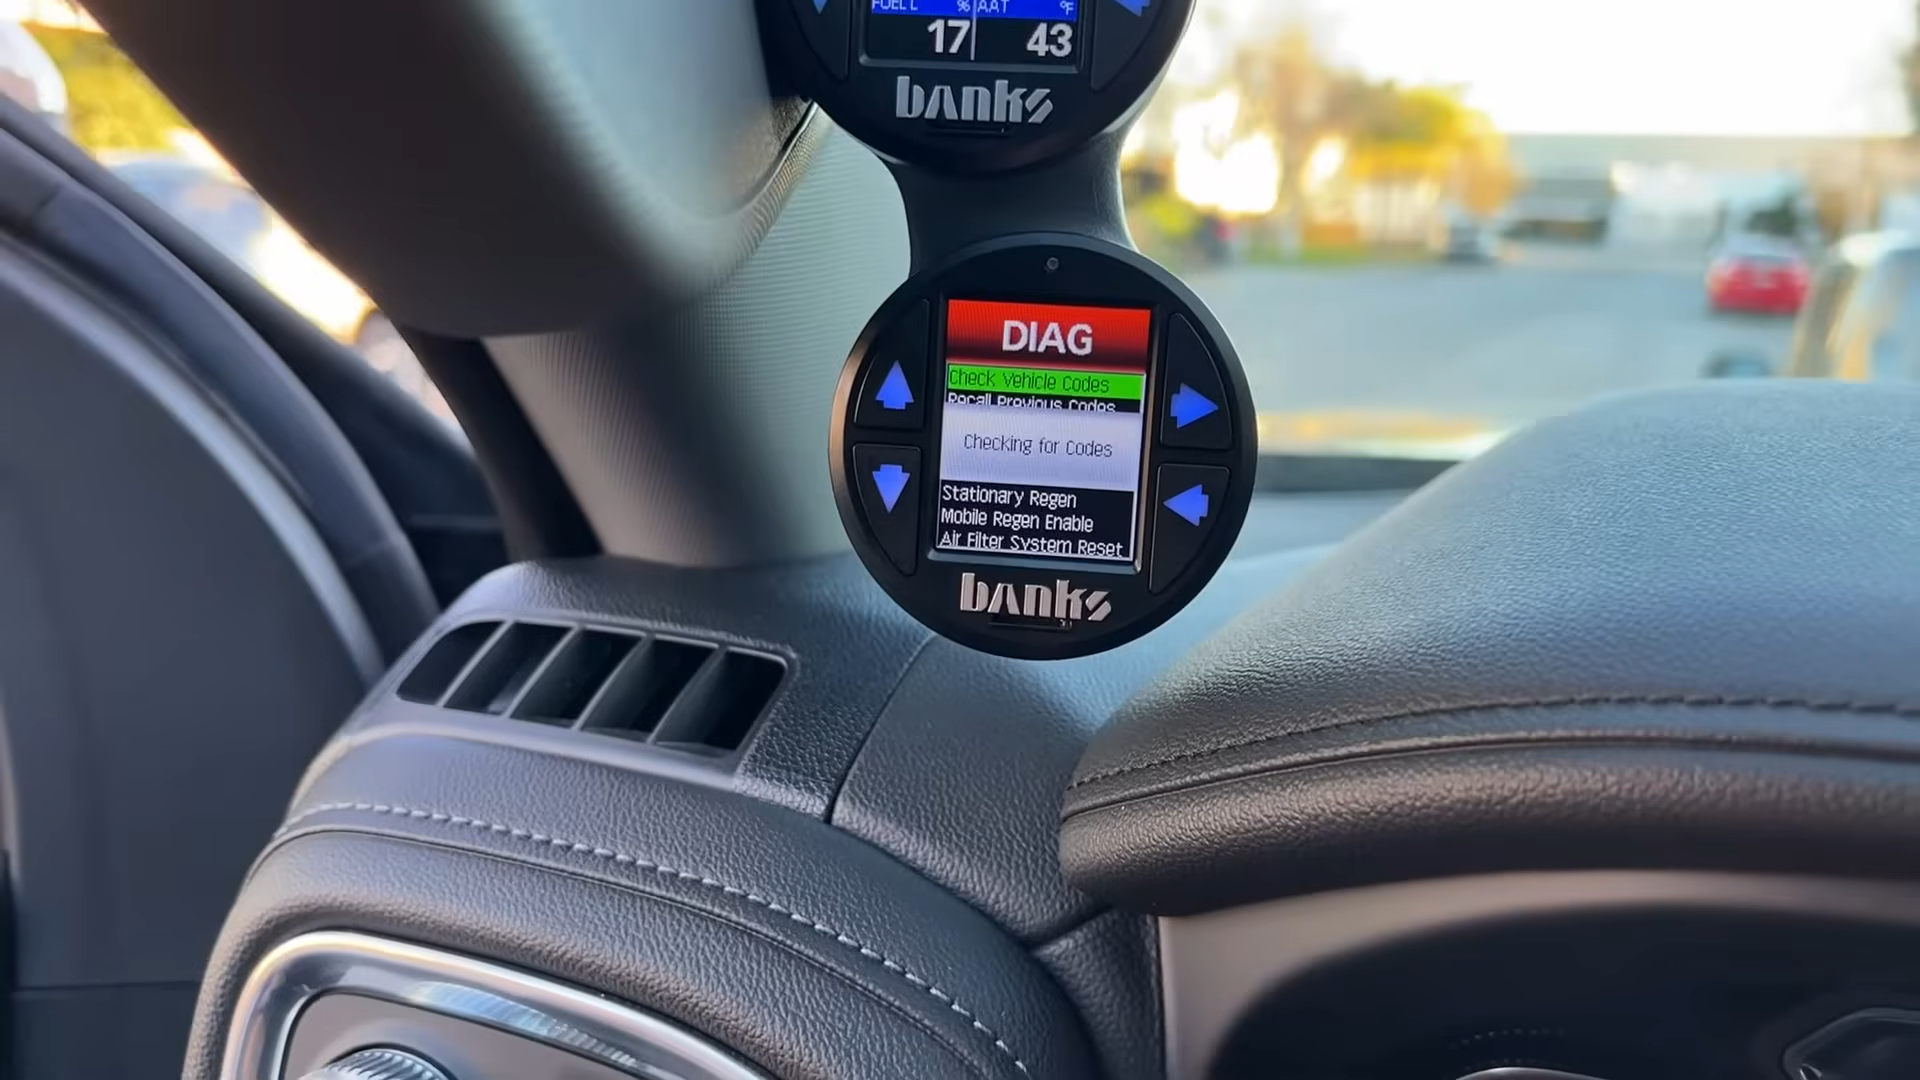 FUEL L % AAT °F
17 43
banks
DIAG
Check Vehicle Codes
Recall Previous Codes
Checking for Codes
Stationary Regen
Mobile Regen Enable
Air Filter System Reset
banks